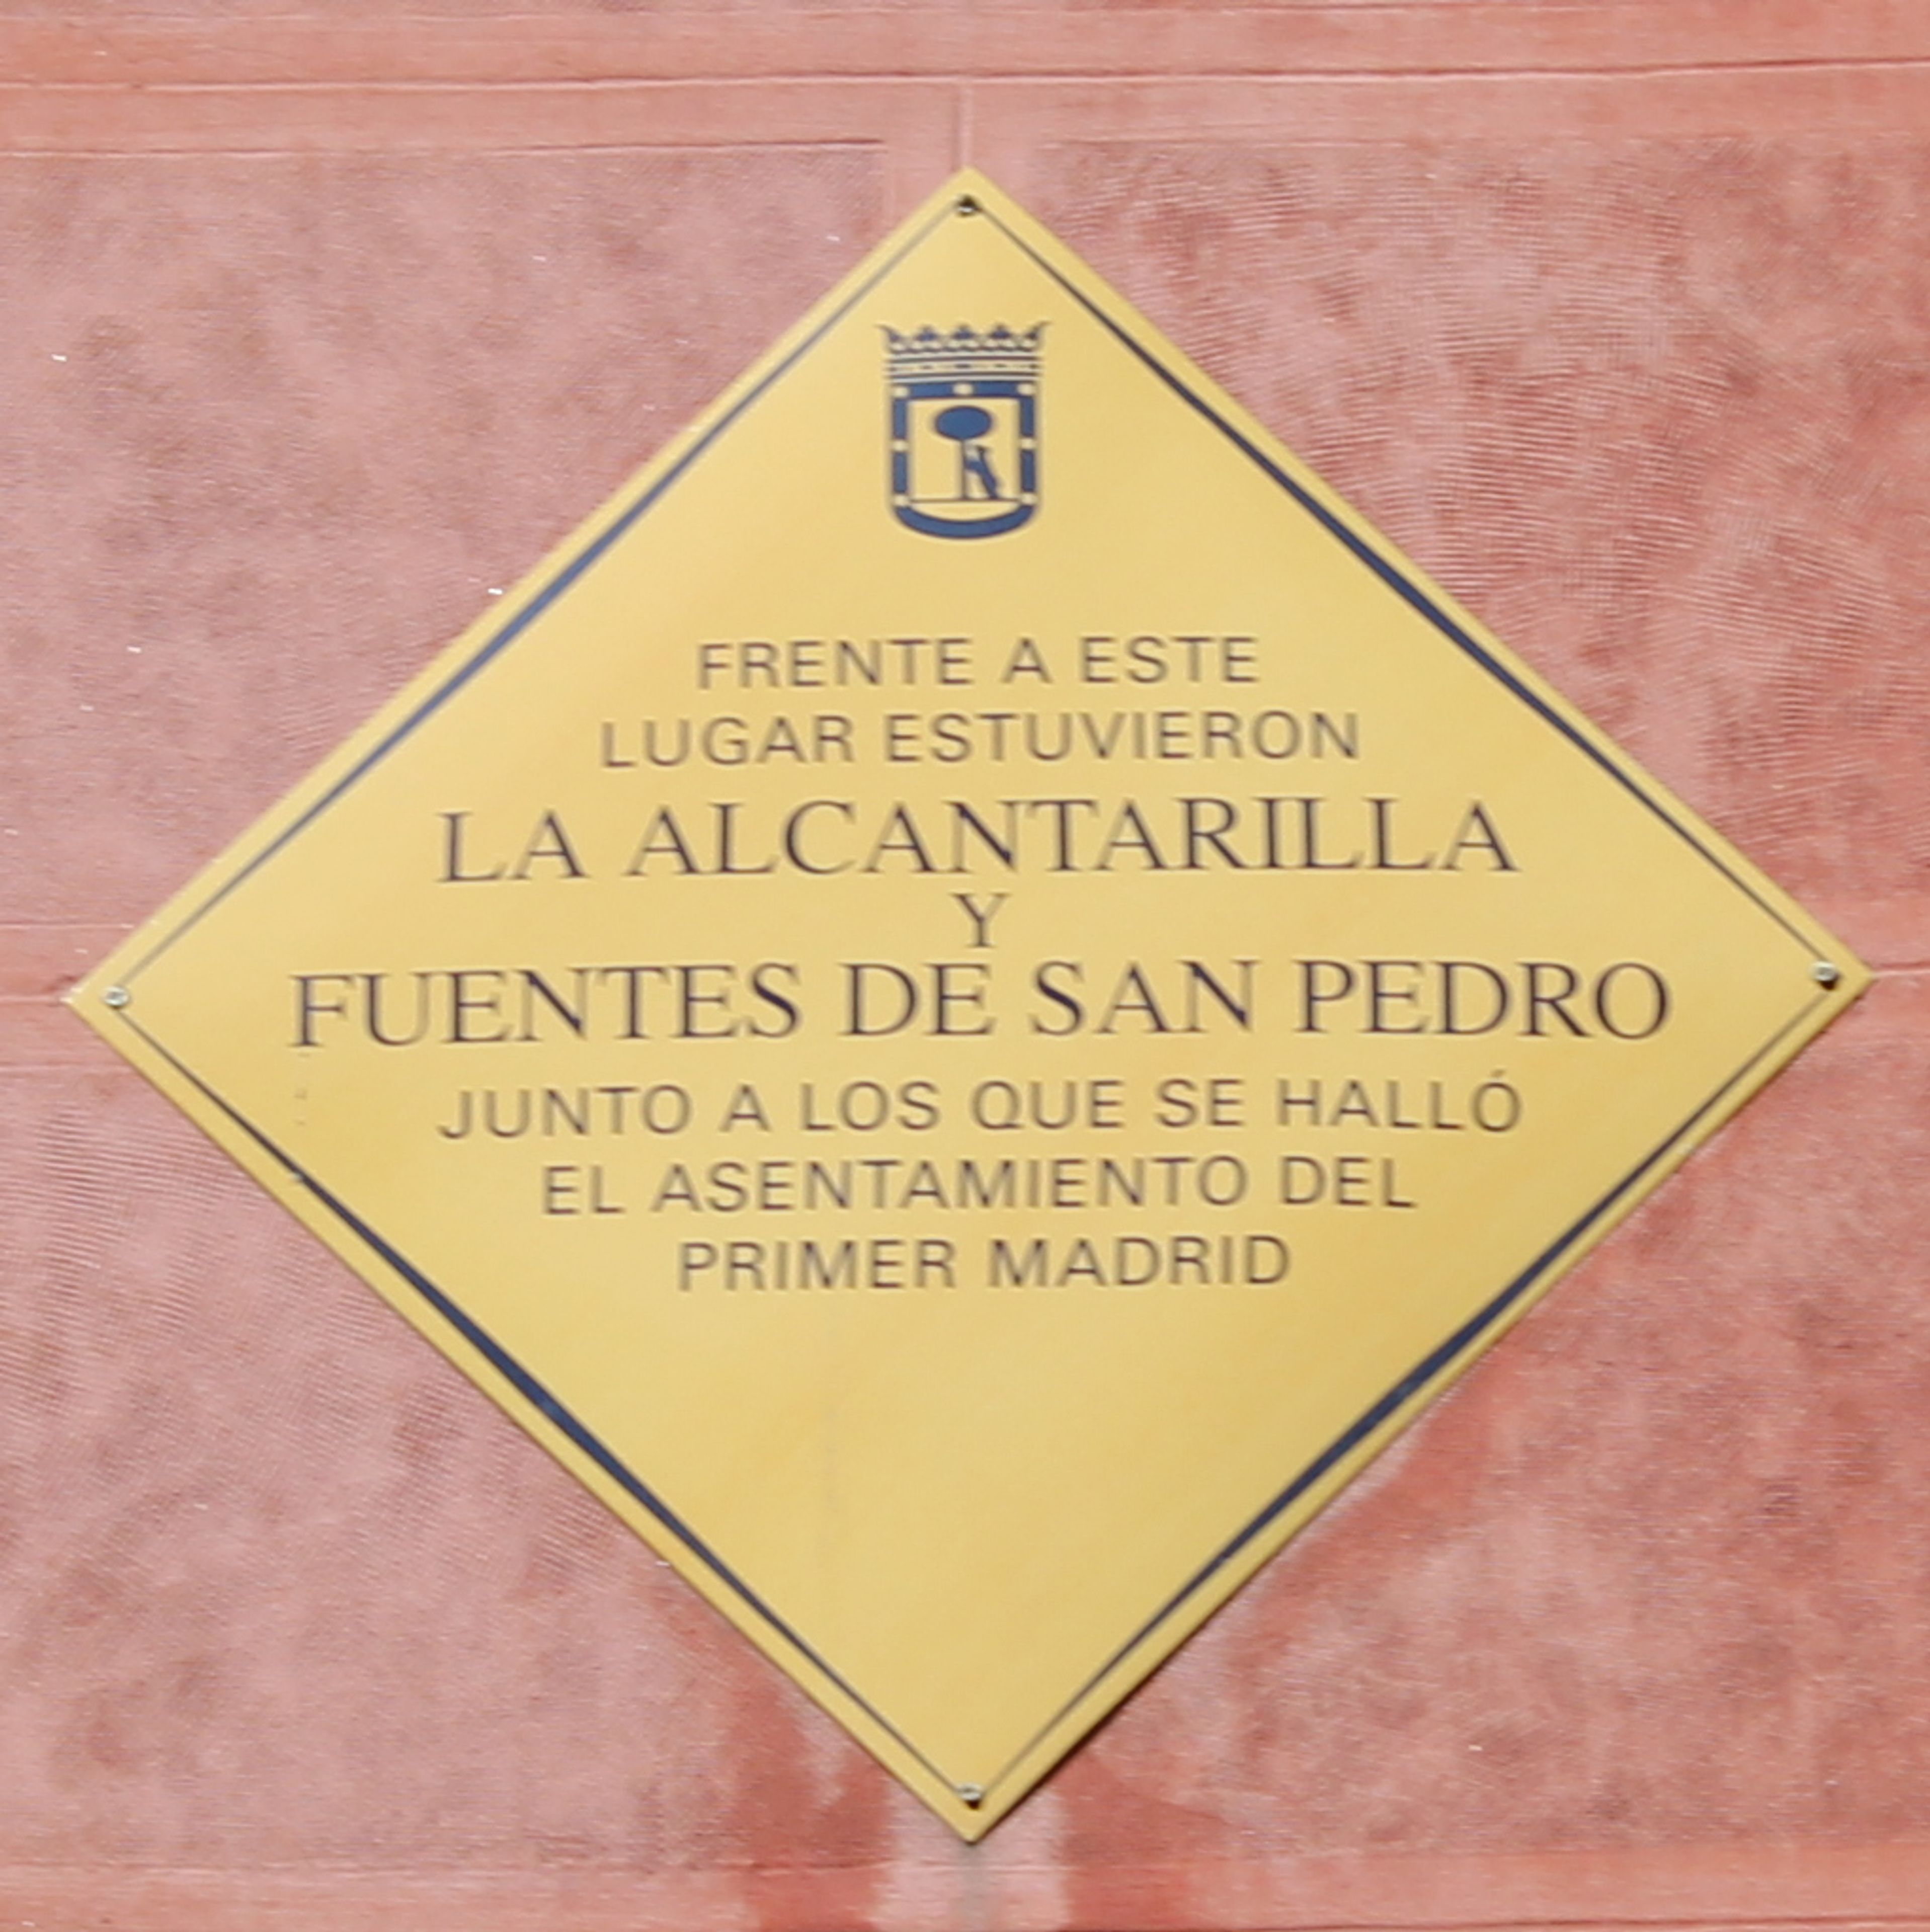 FRENTE A ESTE
LUGAR ESTUVIERON
LA ALCANTARILLA
Y
FUENTES DE SAN PEDRO
JUNTO A LOS QUE SE HALLÓ
EL ASENTAMIENTO DEL
PRIMER MADRID